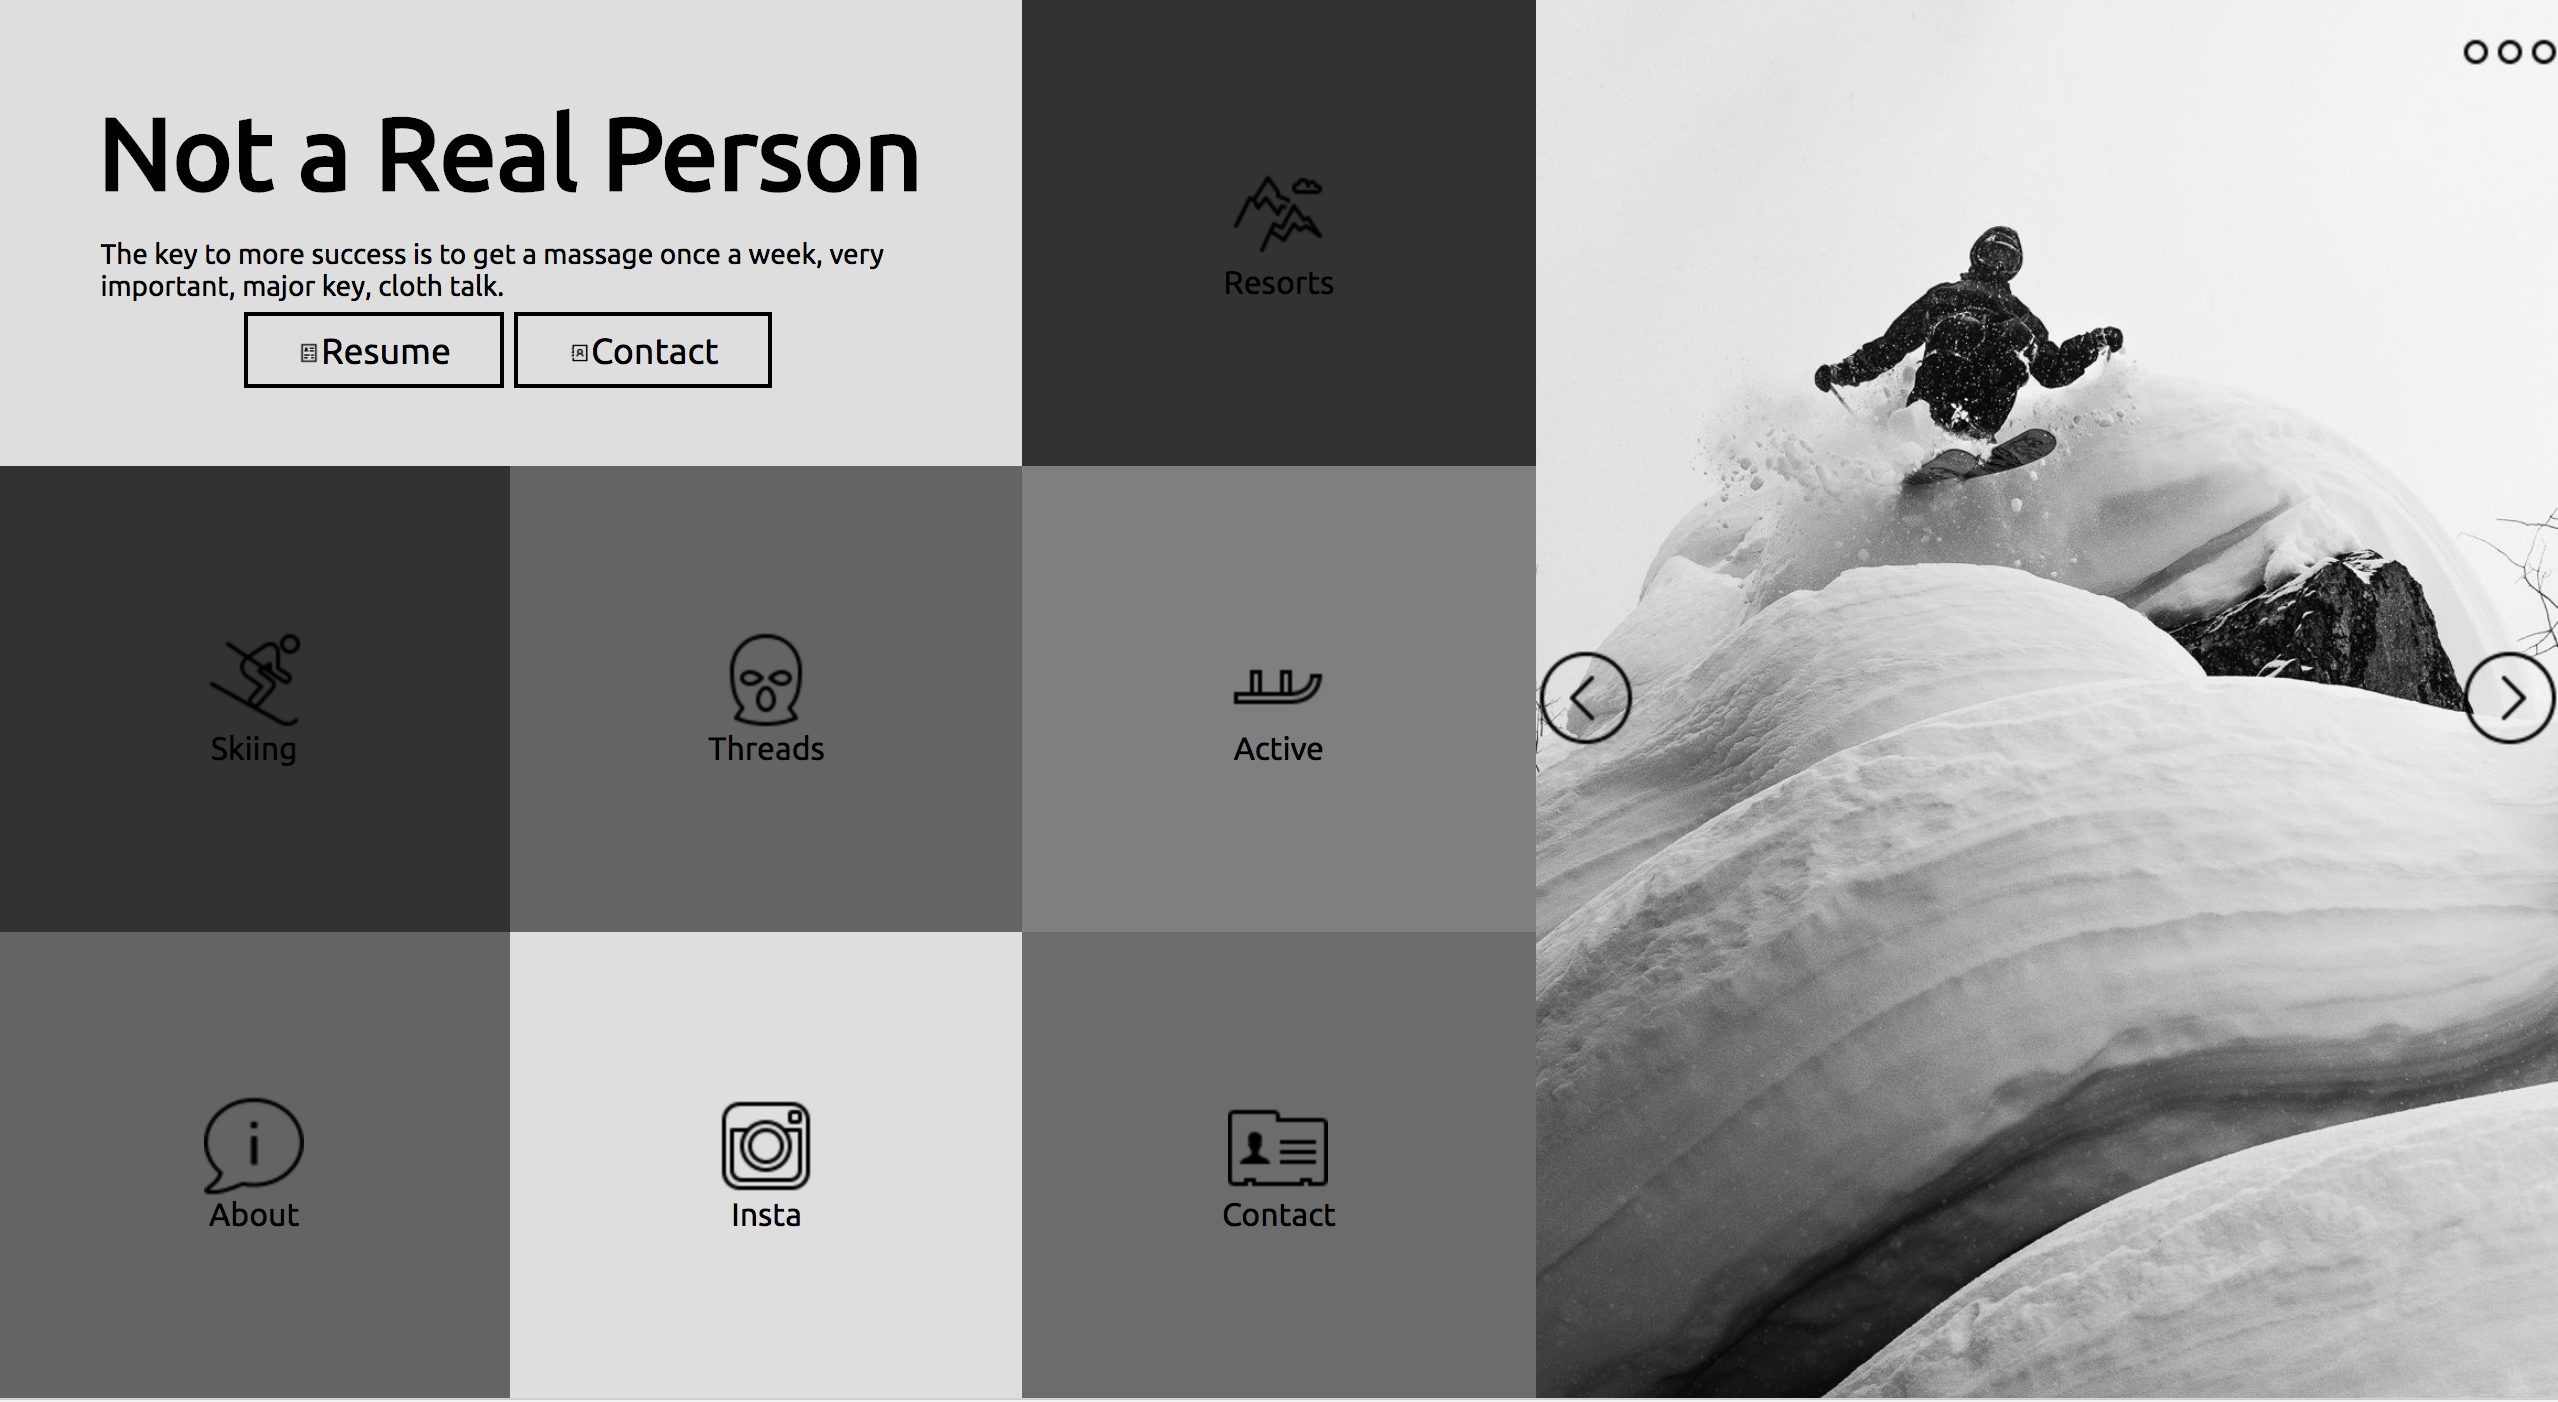 Not a Real Person
The key to more success is to get a massage once a week, very
important, major key, cloth talk.
Resume
Contact
Resorts
Skiing
Threads
Active
About
Insta
Contact